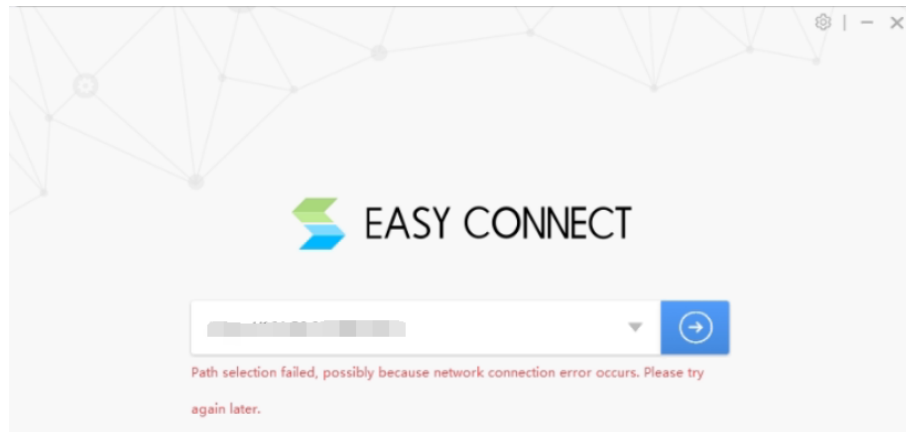 EASY CONNECT
Path selection failed, possibly because network connection error occurs. Please try
again later.